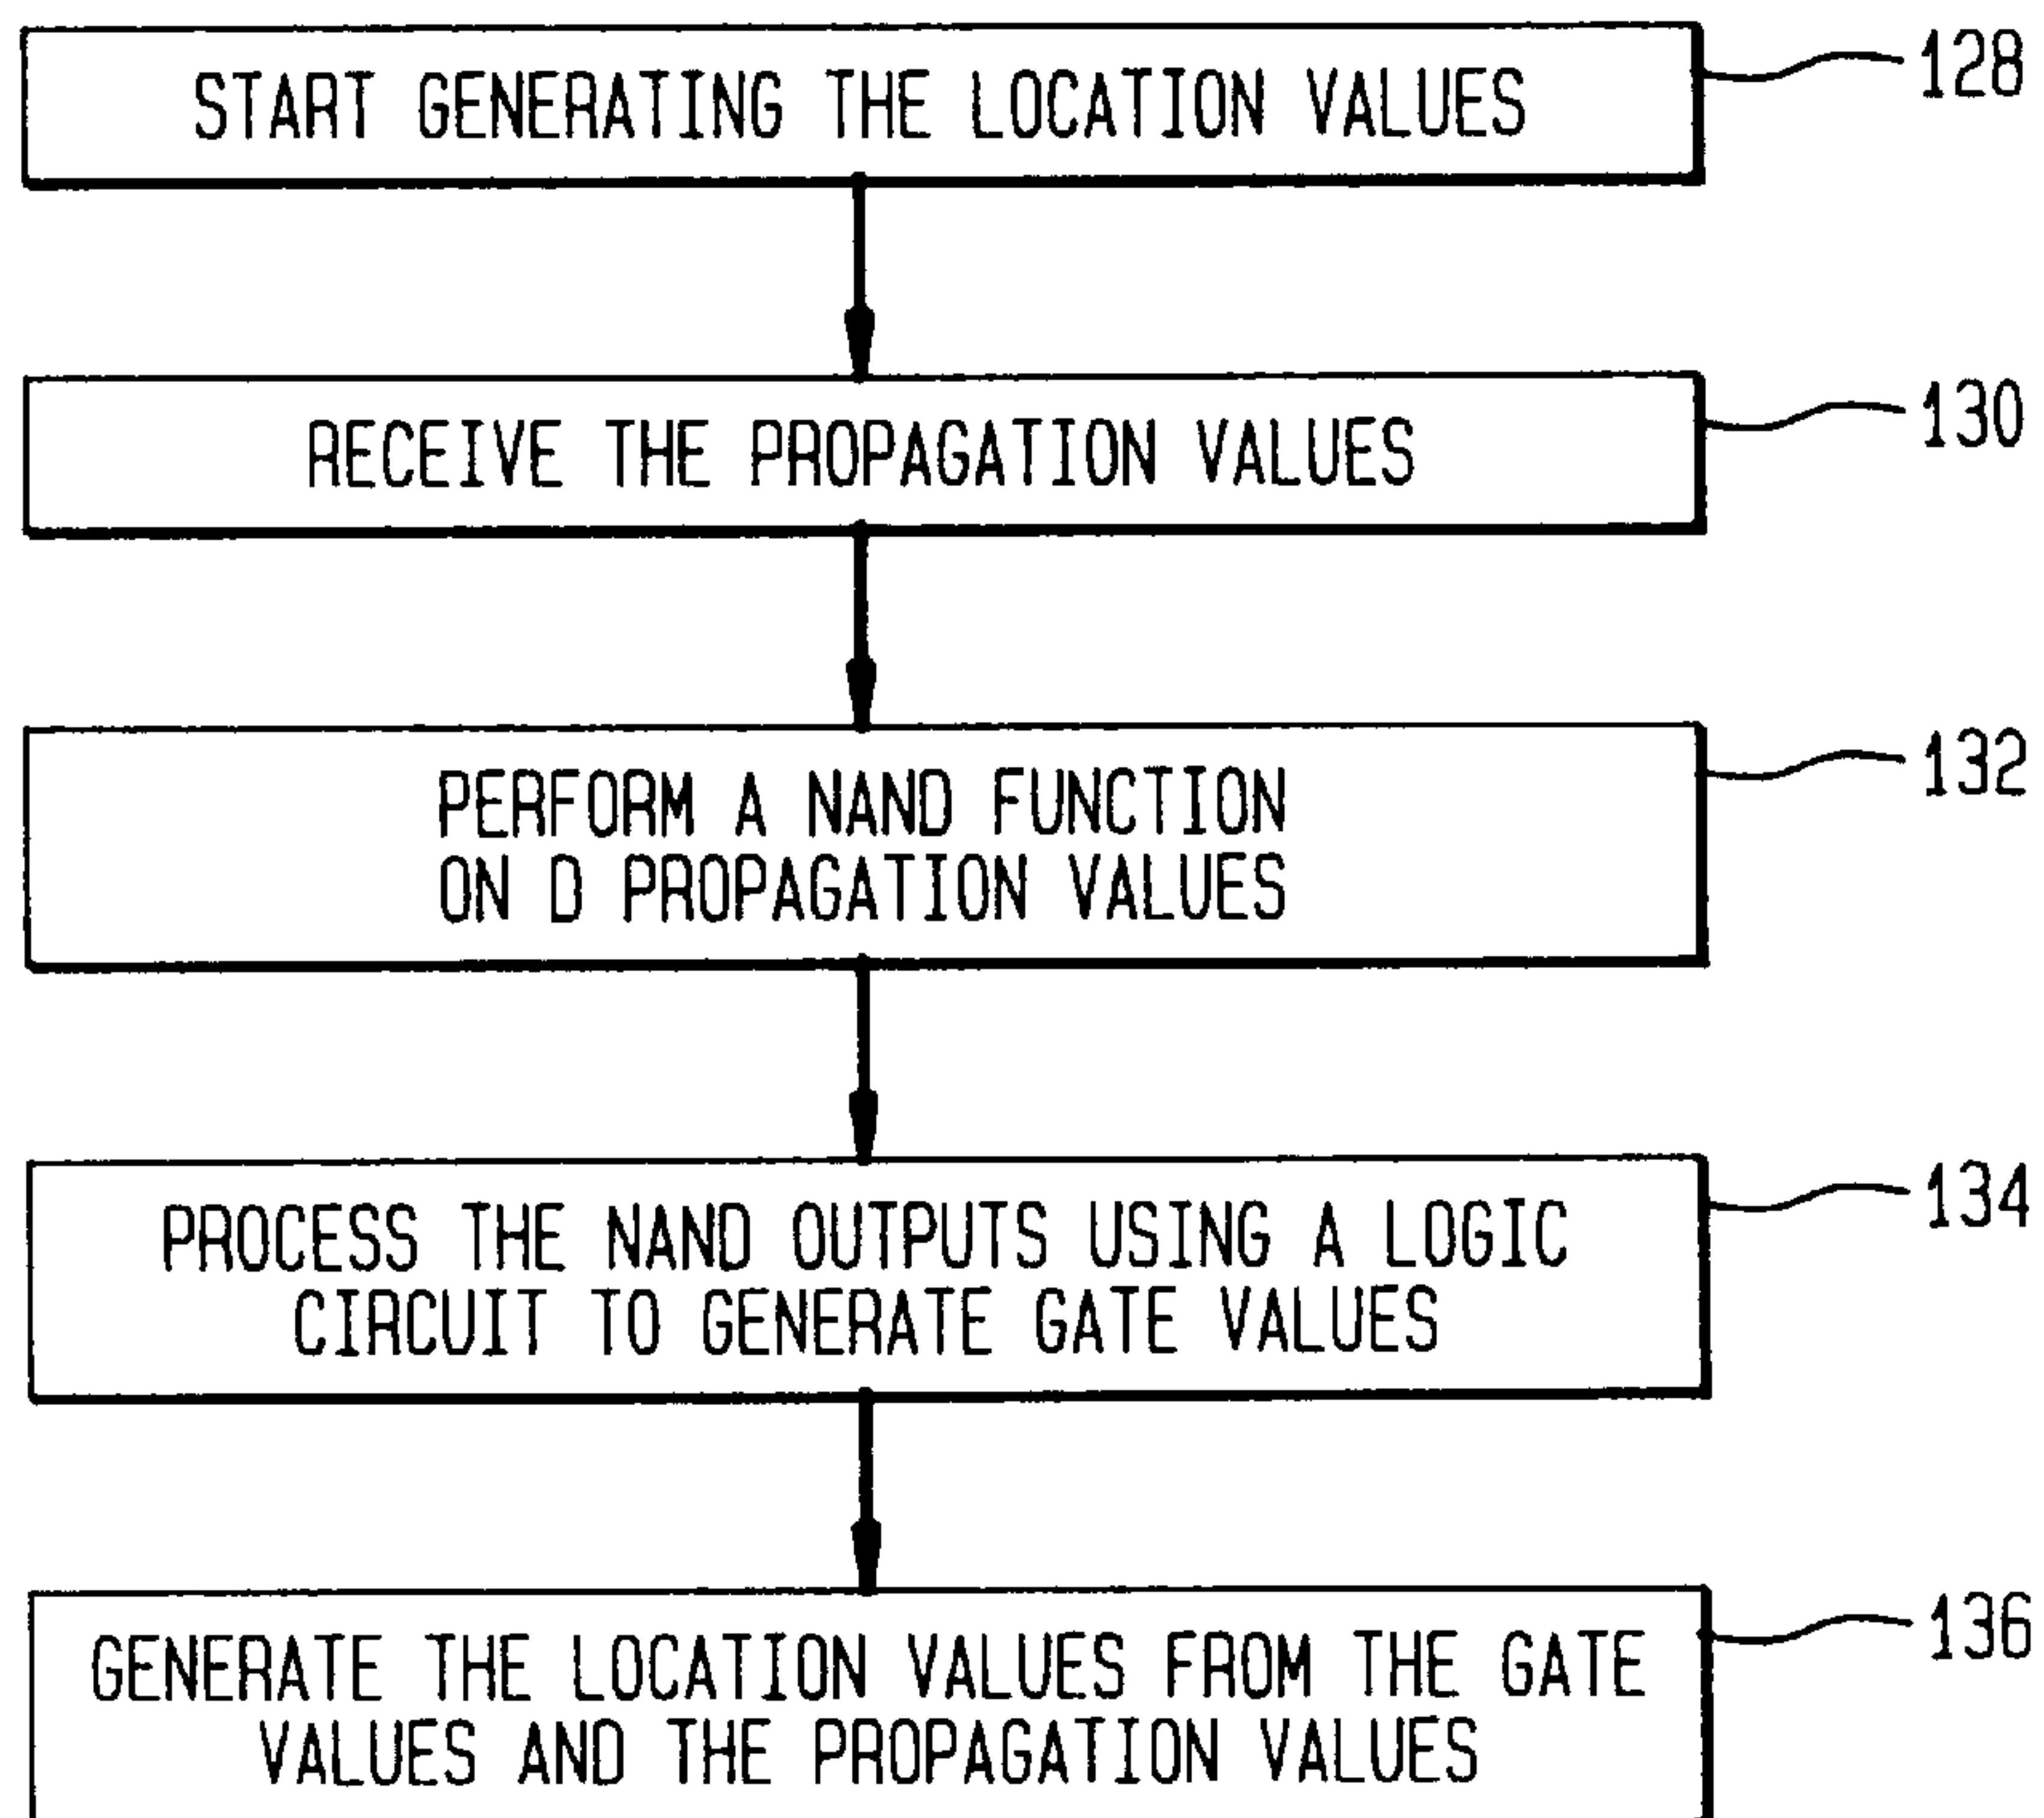 START GENERATING THE LOCATION VALUES
128
RECEIVE THE PROPAGATION VALUES
130
PERFORM A NAND FUNCTION
ON D PROPAGATION VALUES
132
PROCESS THE NAND OUTPUTS USING A LOGIC
CIRCUIT TO GENERATE GATE VALUES
134
GENERATE THE LOCATION VALUES FROM THE GATE
VALUES AND THE PROPAGATION VALUES
136